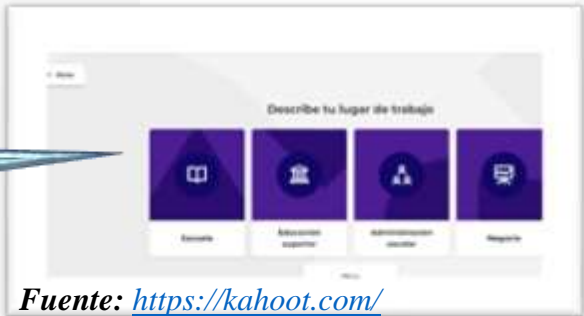 Describe tu lugar de trabajo
Escuela
Educación
superior
Administración
escolar
Negocio
Fuente: https://kahoot.com/